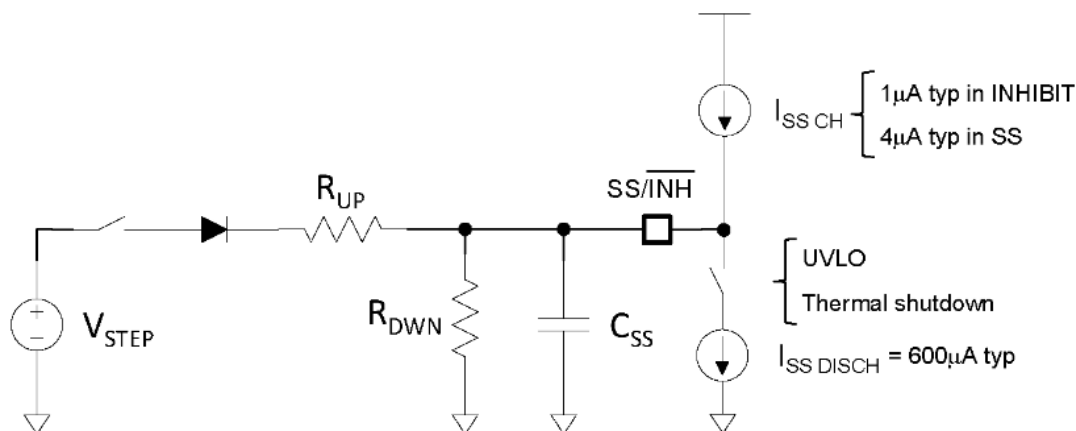 I_SS CH
1μA typ in INHIBIT
4μA typ in SS
SS/INH
R_UP
V_STEP
+
−
R_DWN
C_SS
UVLO
Thermal shutdown
I_SS DISCH = 600μA typ